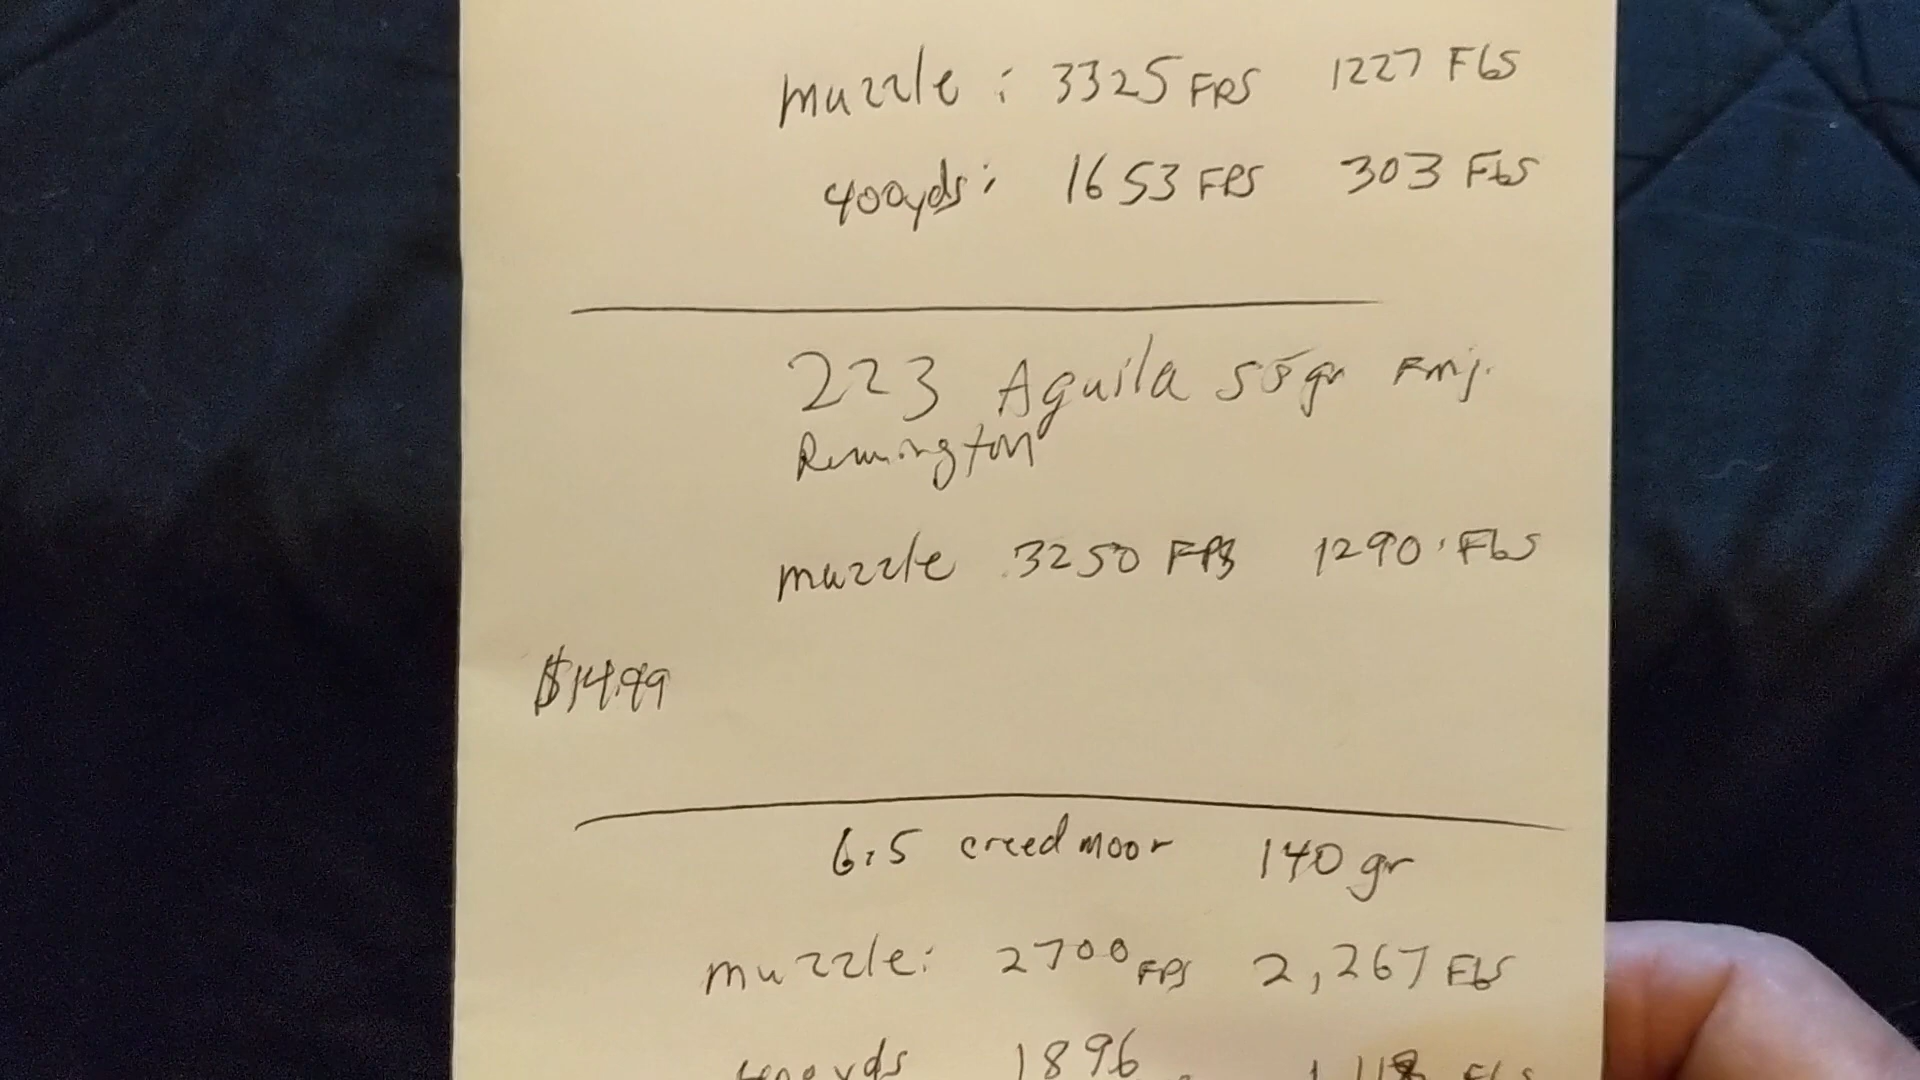 muzzle : 3325 FPS 1227 Fbs
400yds: 1653 FPS 303 Fbs
223 Aguila 55gr Fmj.
Remington
muzzle 3250 FPS 1290 Fbs
$14.99
6.5 creedmoor 140 gr
muzzle: 2700 FPS 2,267 Fbs
1896